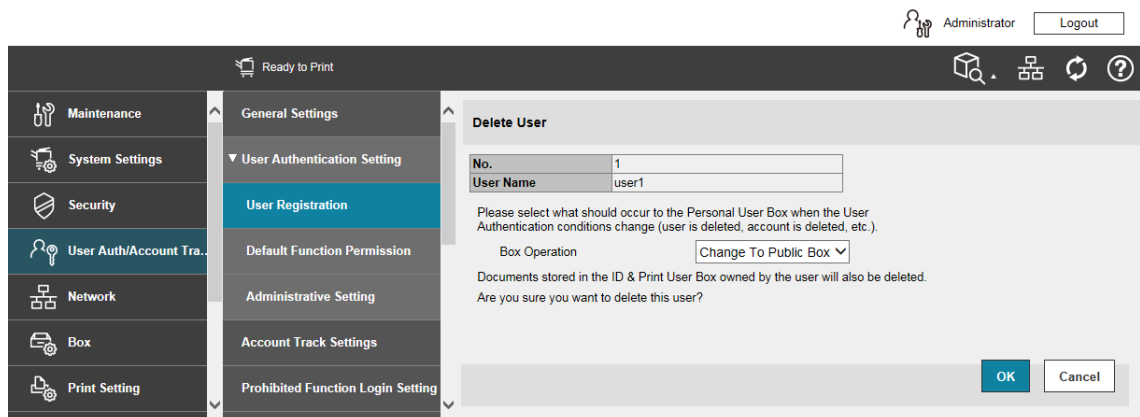 Administrator
Logout
Ready to Print
Maintenance
System Settings
Security
User Auth/Account Tra..
Network
Box
Print Setting
General Settings
▼ User Authentication Setting
User Registration
Default Function Permission
Administrative Setting
Account Track Settings
Prohibited Function Login Setting
Delete User
No. 1
User Name user1
Please select what should occur to the Personal User Box when the User
Authentication conditions change (user is deleted, account is deleted, etc.).
Box Operation Change To Public Box
Documents stored in the ID & Print User Box owned by the user will also be deleted.
Are you sure you want to delete this user?
OK Cancel